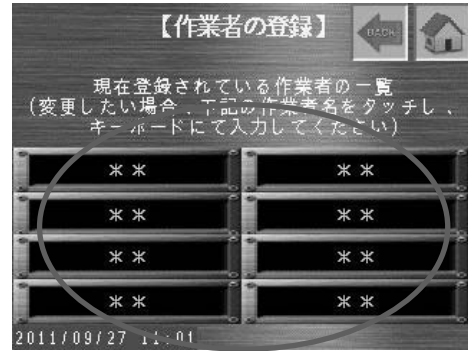 【作業者の登録】
BACK
現在登録されている作業者の一覧
（変更したい場合，下記の作業者名をタッチし，
キーボードにて入力してください）
** **
** **
** **
** **
2011/09/27 11:01